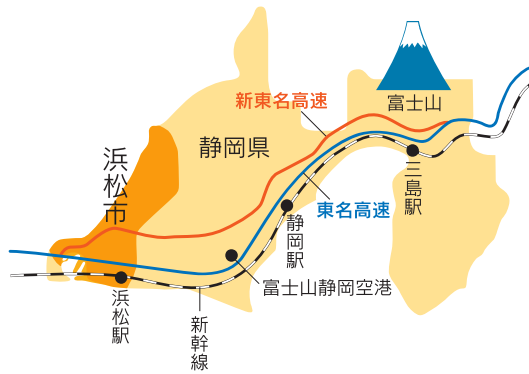 富士山
新東名高速
静岡県
浜松市
三島駅
東名高速
静岡駅
富士山静岡空港
浜松駅
新幹線